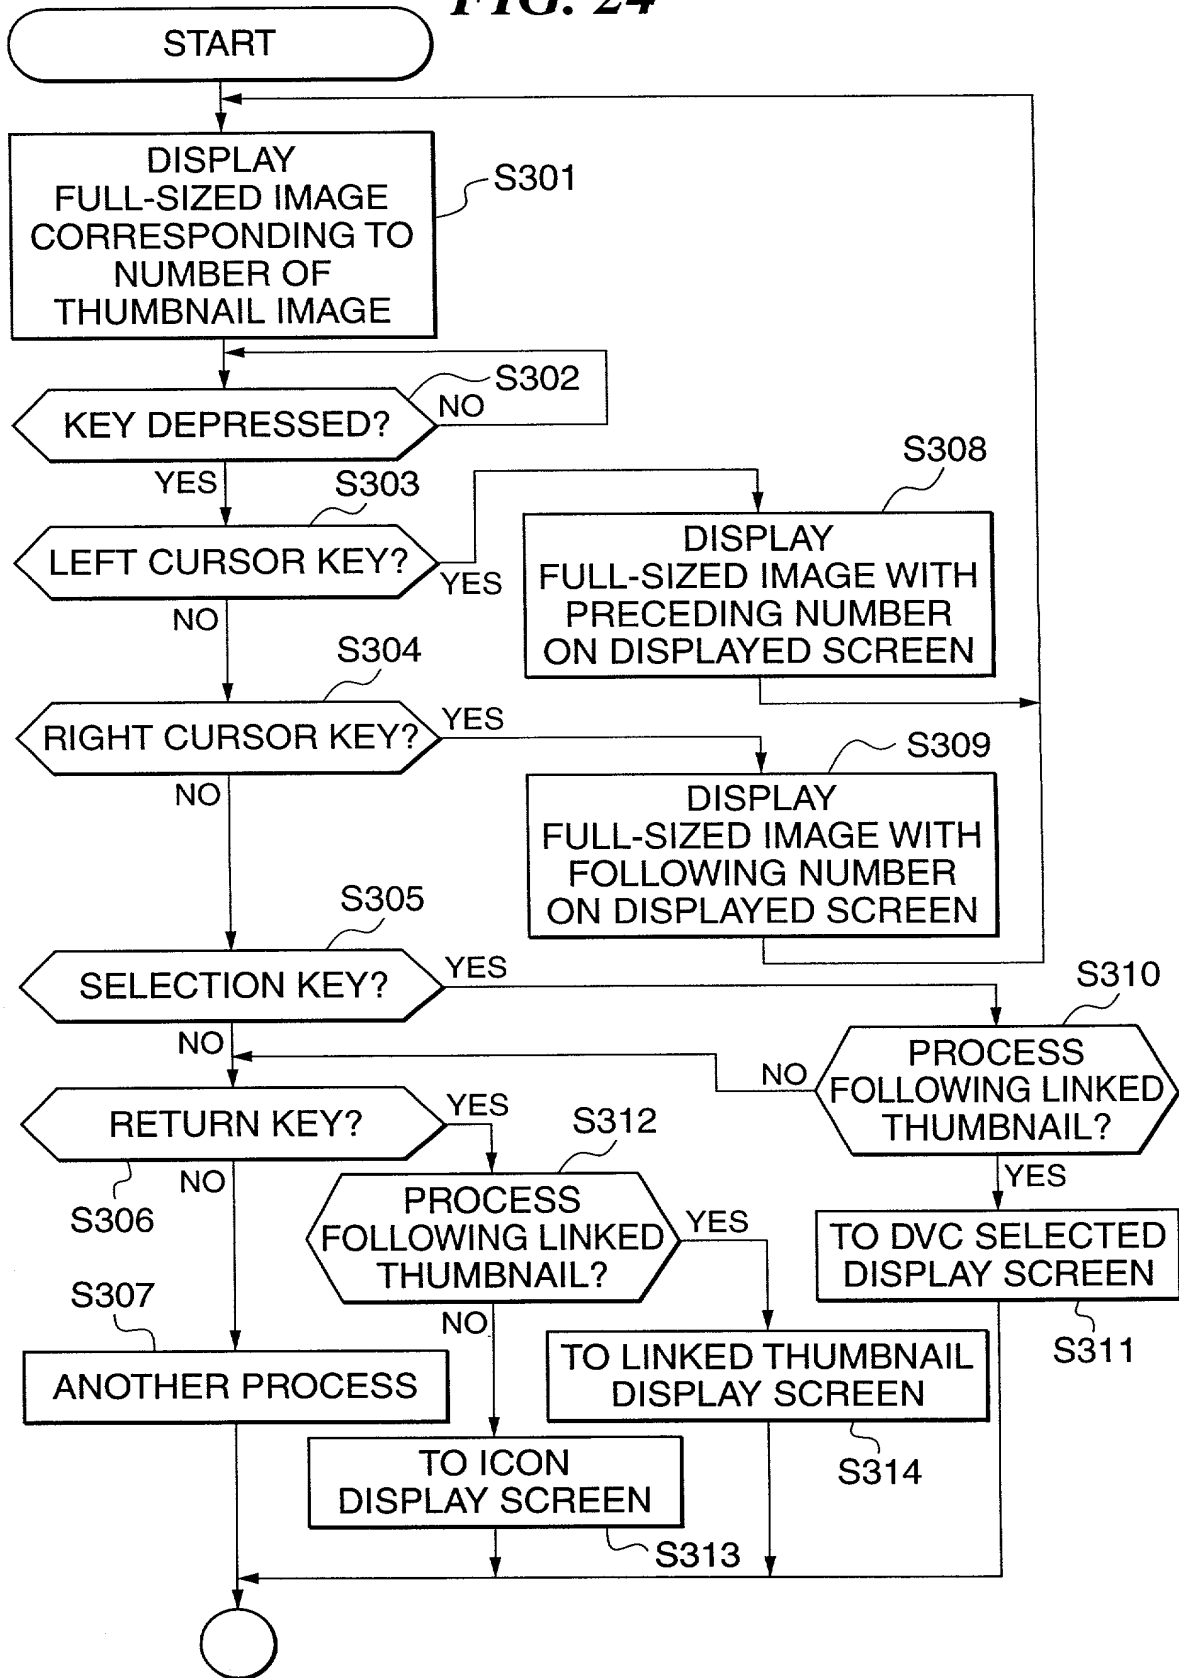 FIG. 24
START
DISPLAY
FULL-SIZED IMAGE
CORRESPONDING TO
NUMBER OF
THUMBNAIL IMAGE
S301
S302
KEY DEPRESSED?
NO
YES
S303
LEFT CURSOR KEY?
YES
NO
S308
DISPLAY
FULL-SIZED IMAGE WITH
PRECEDING NUMBER
ON DISPLAYED SCREEN
S304
RIGHT CURSOR KEY?
YES
NO
S309
DISPLAY
FULL-SIZED IMAGE WITH
FOLLOWING NUMBER
ON DISPLAYED SCREEN
S305
SELECTION KEY?
YES
NO
S310
PROCESS
FOLLOWING LINKED
THUMBNAIL?
NO
YES
RETURN KEY?
YES
NO
S306
S312
PROCESS
FOLLOWING LINKED
THUMBNAIL?
YES
NO
TO DVC SELECTED
DISPLAY SCREEN
S311
S307
ANOTHER PROCESS
TO LINKED THUMBNAIL
DISPLAY SCREEN
S314
TO ICON
DISPLAY SCREEN
S313